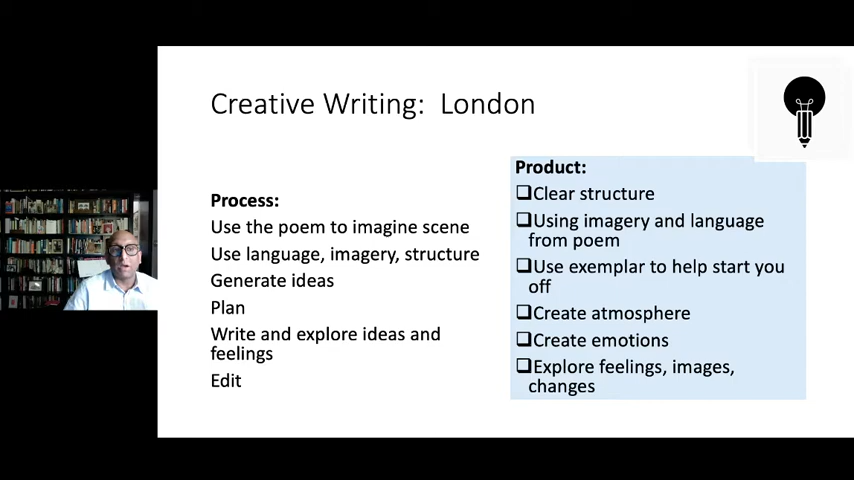 Creative Writing:  London
Process:
Use the poem to imagine scene
Use language, imagery, structure
Generate ideas
Plan
Write and explore ideas and
feelings
Edit
Product:
❑Clear structure
❑Using imagery and language
from poem
❑Use exemplar to help start you
off
❑Create atmosphere
❑Create emotions
❑Explore feelings, images,
changes